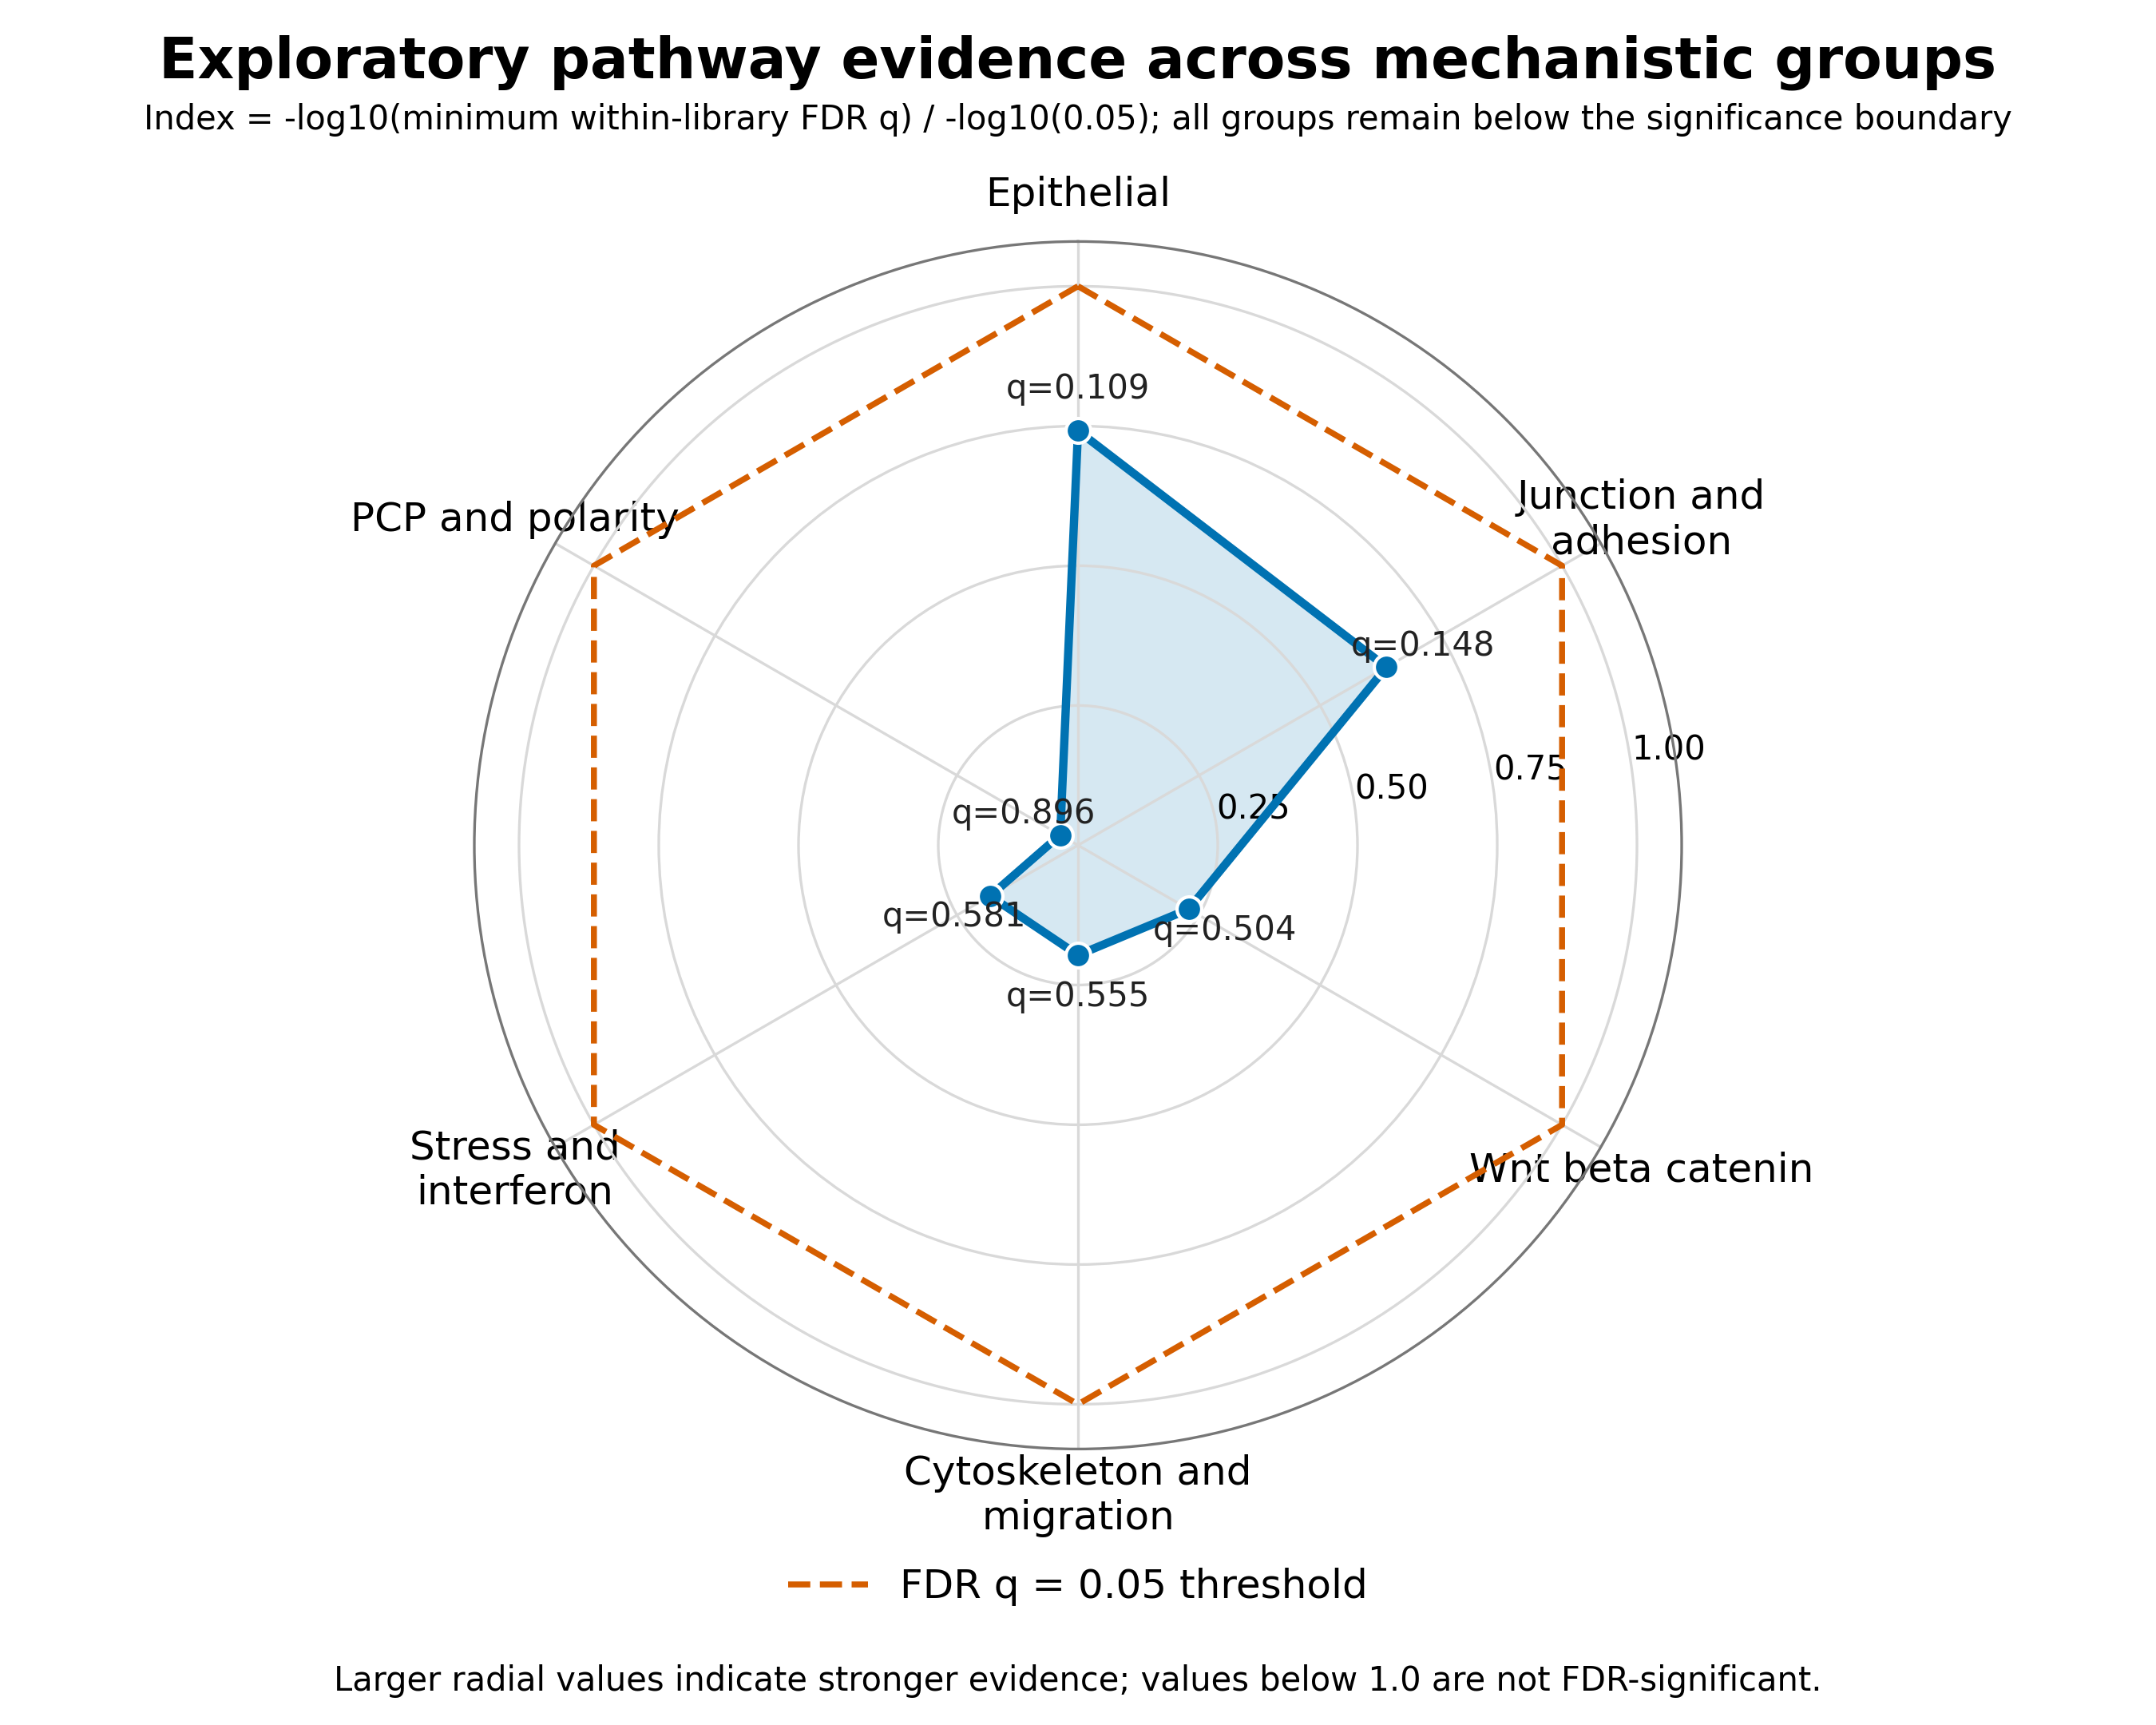 Exploratory pathway evidence across mechanistic groups
Index = -log10(minimum within-library FDR q) / -log10(0.05); all groups remain below the significance boundary
Epithelial
q=0.109
PCP and polarity
Junction and
adhesion
q=0.148
1.00
0.75
0.50
0.25
q=0.896
q=0.581
q=0.504
q=0.555
Stress and
interferon
Wnt beta catenin
Cytoskeleton and
migration
FDR q = 0.05 threshold
Larger radial values indicate stronger evidence; values below 1.0 are not FDR-significant.